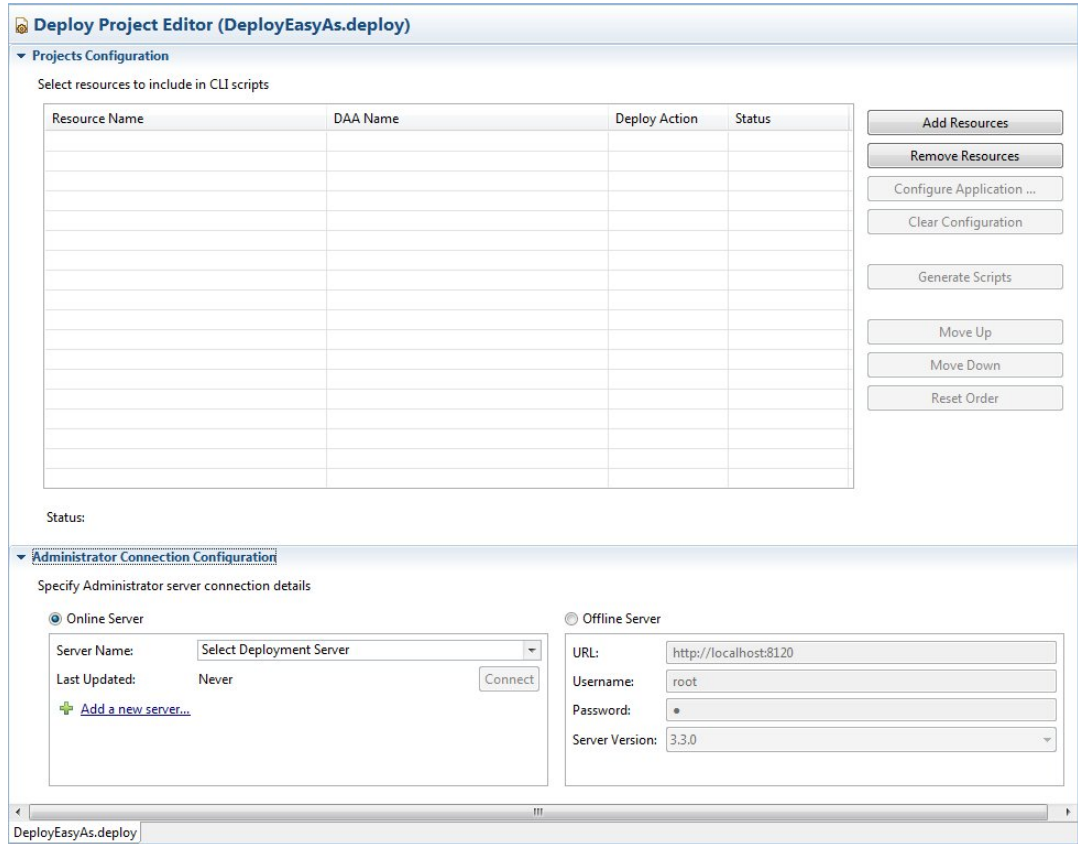 Deploy Project Editor (DeployEasyAs.deploy)
Projects Configuration
Select resources to include in CLI scripts
Resource Name DAA Name Deploy Action Status
Add Resources
Remove Resources
Configure Application ...
Clear Configuration
Generate Scripts
Move Up
Move Down
Reset Order
Status:
Administrator Connection Configuration
Specify Administrator server connection details
Online Server
Server Name: Select Deployment Server
Last Updated: Never Connect
Add a new server...
Offline Server
URL: http://localhost:8120
Username: root
Password: ●
Server Version: 3.3.0
DeployEasyAs.deploy